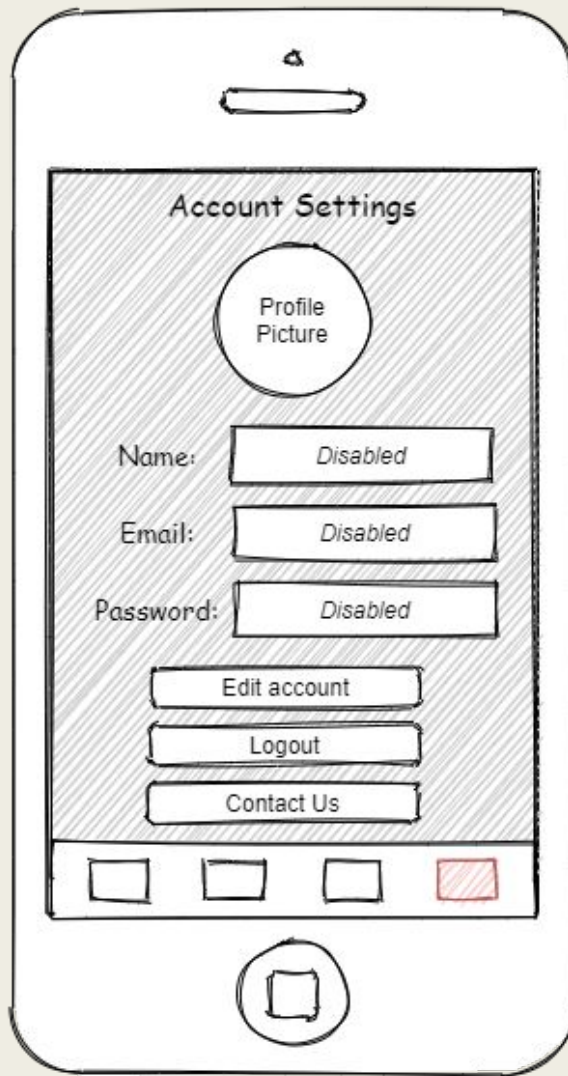 Account Settings
Profile
Picture
Name: Disabled
Email: Disabled
Password: Disabled
Edit account
Logout
Contact Us